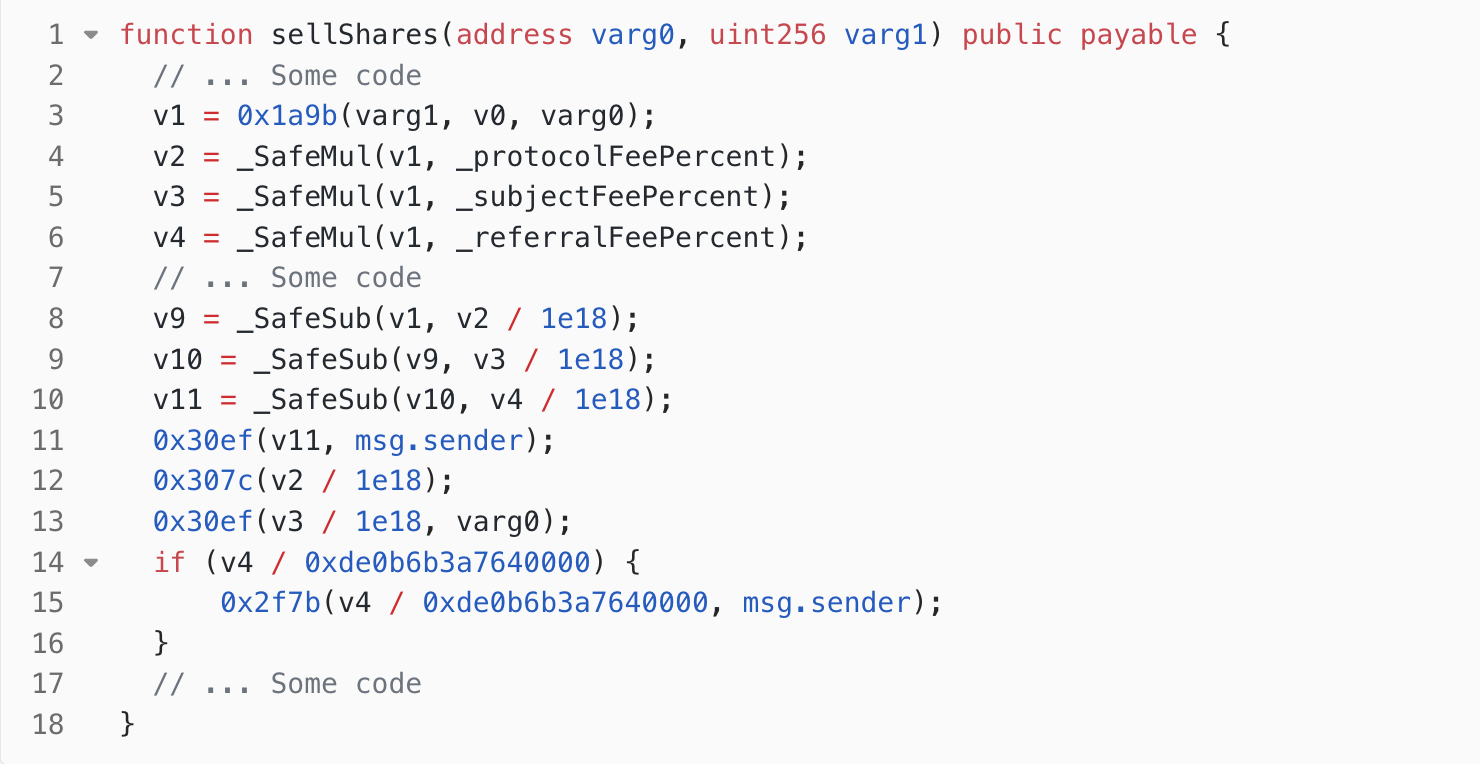 1 function sellShares(address varg0, uint256 varg1) public payable {
2 // ... Some code
3 v1 = 0x1a9b(varg1, v0, varg0);
4 v2 = _SafeMul(v1, _protocolFeePercent);
5 v3 = _SafeMul(v1, _subjectFeePercent);
6 v4 = _SafeMul(v1, _referralFeePercent);
7 // ... Some code
8 v9 = _SafeSub(v1, v2 / 1e18);
9 v10 = _SafeSub(v9, v3 / 1e18);
10 v11 = _SafeSub(v10, v4 / 1e18);
11 0x30ef(v11, msg.sender);
12 0x307c(v2 / 1e18);
13 0x30ef(v3 / 1e18, varg0);
14 if (v4 / 0xde0b6b3a7640000) {
15 0x2f7b(v4 / 0xde0b6b3a7640000, msg.sender);
16 }
17 // ... Some code
18 }